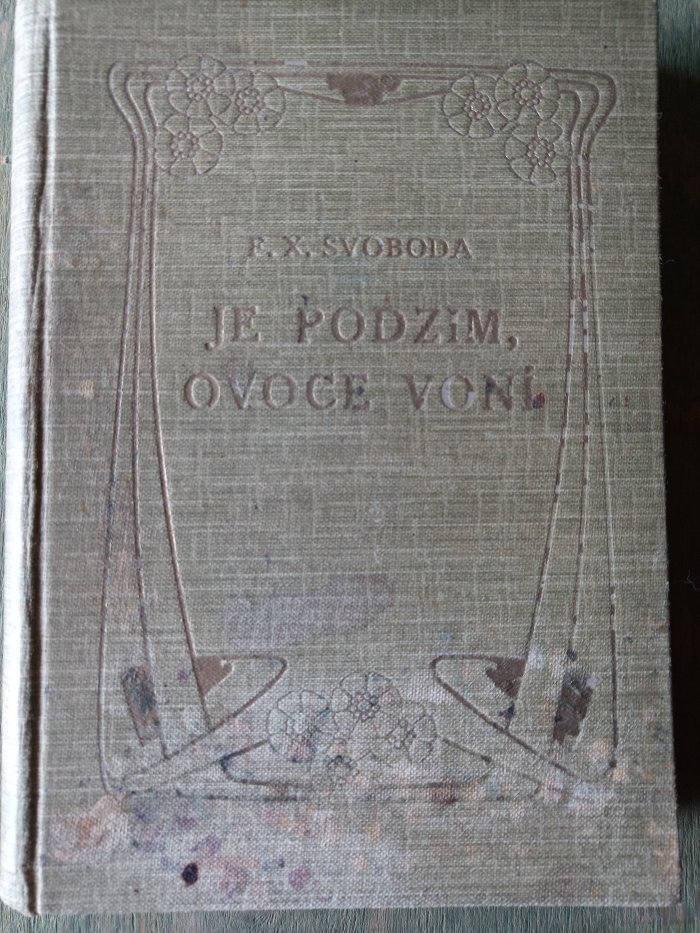 F. X. SVOBODA
JE PODZIM,
OVOCE VONÍ.